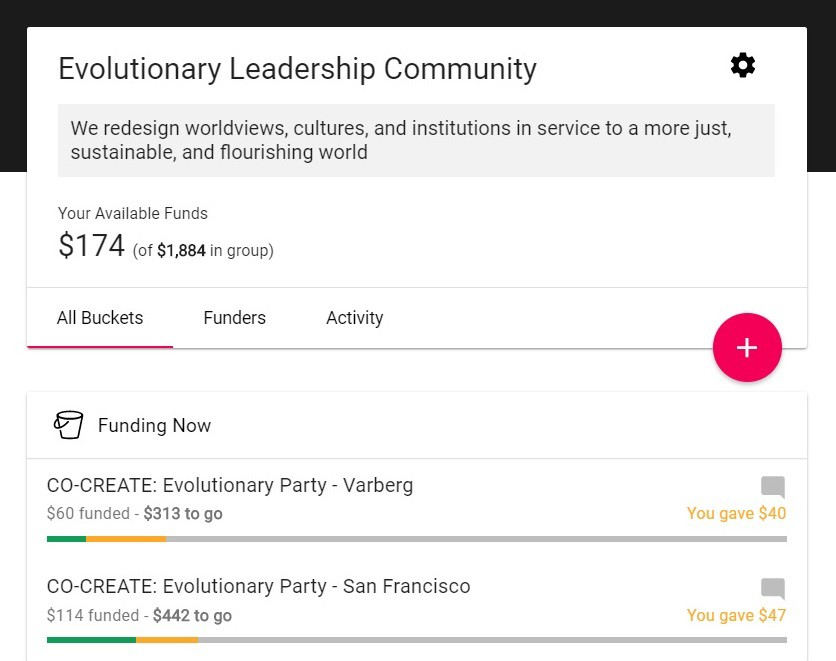 Evolutionary Leadership Community
We redesign worldviews, cultures, and institutions in service to a more just,
sustainable, and flourishing world
Your Available Funds
$174 (of $1,884 in group)
All Buckets Funders Activity
+
Funding Now
CO-CREATE: Evolutionary Party - Varberg
$60 funded - $313 to go You gave $40
CO-CREATE: Evolutionary Party - San Francisco
$114 funded - $442 to go You gave $47